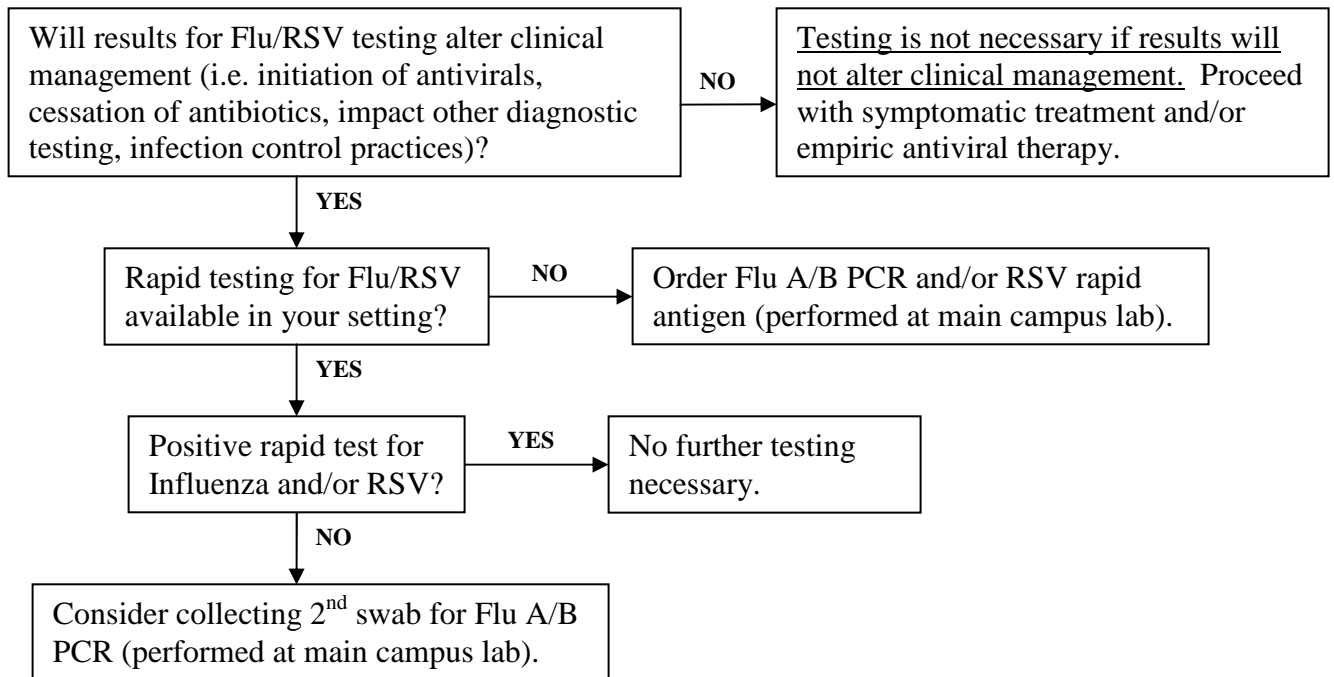 Will results for Flu/RSV testing alter clinical
management (i.e. initiation of antivirals,
cessation of antibiotics, impact other diagnostic
testing, infection control practices)?
NO
Testing is not necessary if results will
not alter clinical management.  Proceed
with symptomatic treatment and/or
empiric antiviral therapy.
YES
Rapid testing for Flu/RSV
available in your setting?
NO
Order Flu A/B PCR and/or RSV rapid
antigen (performed at main campus lab).
YES
Positive rapid test for
Influenza and/or RSV?
YES
No further testing
necessary.
NO
Consider collecting 2nd swab for Flu A/B
PCR (performed at main campus lab).